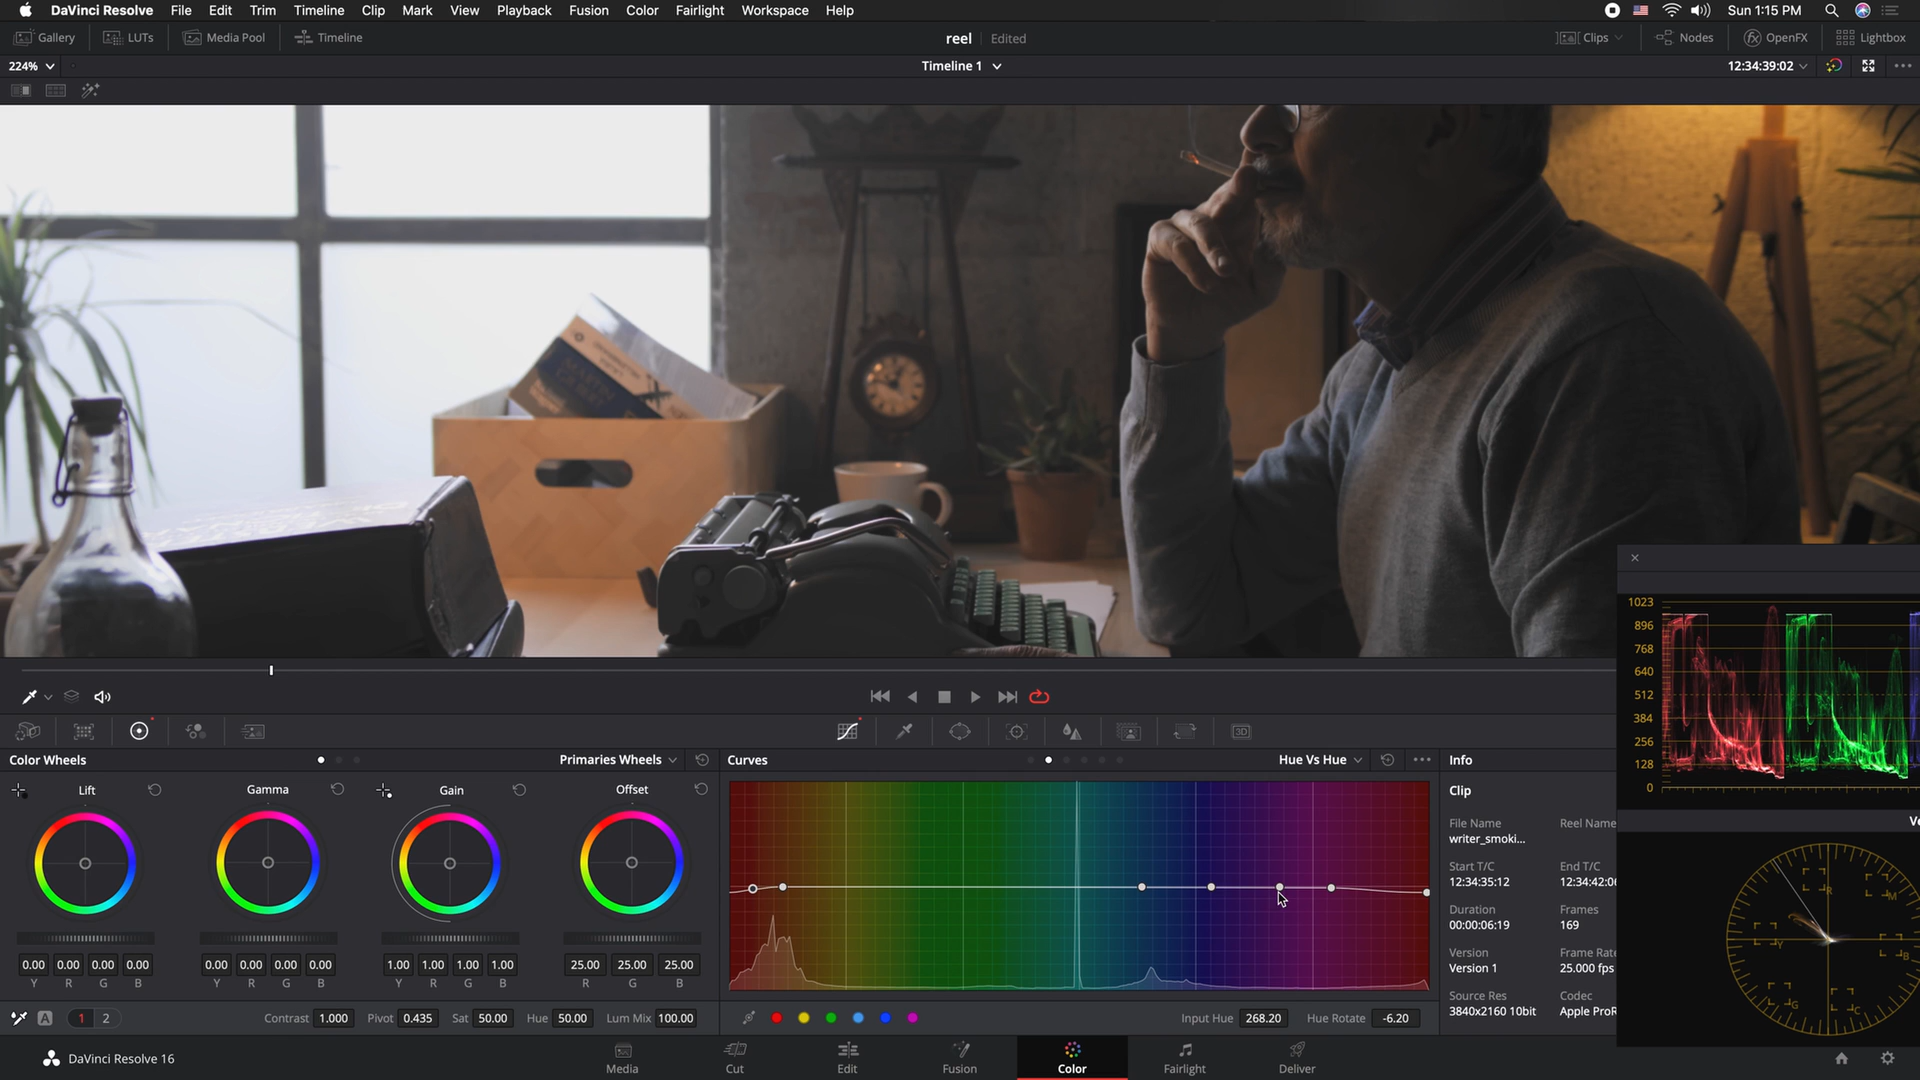 DaVinci Resolve File Edit Trim Timeline Clip Mark View Playback Fusion Color Fairlight Workspace Help Sun 1:15 PM
Gallery LUTs Media Pool Timeline reel Edited Clips Nodes OpenFX Lightbox
224% Timeline 1 12:34:39:02
Color Wheels Primaries Wheels Curves Hue Vs Hue Info
Lift Gamma Gain Offset
Clip
File Name Reel Name
writer_smoki...
Start T/C End T/C
12:34:35:12 12:34:42:06
Duration Frames
00:00:06:19 169
Version Frame Rate
Version 1 25.000 fps
Source Res Codec
3840x2160 10bit Apple ProR
0.00 0.00 0.00 0.00 0.00 0.00 0.00 0.00 1.00 1.00 1.00 1.00 25.00 25.00 25.00
Y R G B Y R G B Y R G B R G B
A 1 2 Contrast 1.000 Pivot 0.435 Sat 50.00 Hue 50.00 Lum Mix 100.00 Input Hue 268.20 Hue Rotate -6.20
1023
896
768
640
512
384
256
128
0
Ve
R
M
Y
B
G
C
3D
DaVinci Resolve 16 Media Cut Edit Fusion Color Fairlight Deliver